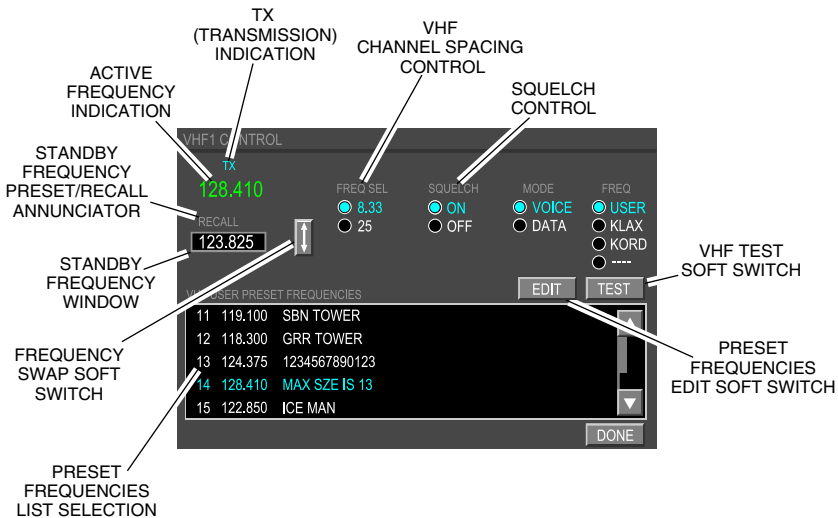 TX
(TRANSMISSION)
INDICATION
VHF
CHANNEL SPACING
CONTROL
ACTIVE
FREQUENCY
INDICATION
SQUELCH
CONTROL
STANDBY
FREQUENCY
PRESET/RECALL
ANNUNCIATOR
STANDBY
FREQUENCY
WINDOW
FREQUENCY
SWAP SOFT
SWITCH
PRESET
FREQUENCIES
LIST SELECTION
VHF TEST
SOFT SWITCH
PRESET
FREQUENCIES
EDIT SOFT SWITCH
VHF1 CONTROL
TX
128.410
RECALL
123.825
FREQ SEL
8.33
25
SQUELCH
ON
OFF
MODE
VOICE
DATA
FREQ
USER
KLAX
KORD
----
EDIT
TEST
USER PRESET FREQUENCIES
11 119.100 SBN TOWER
12 118.300 GRR TOWER
13 124.375 1234567890123
14 128.410 MAX SZE IS 13
15 122.850 ICE MAN
DONE